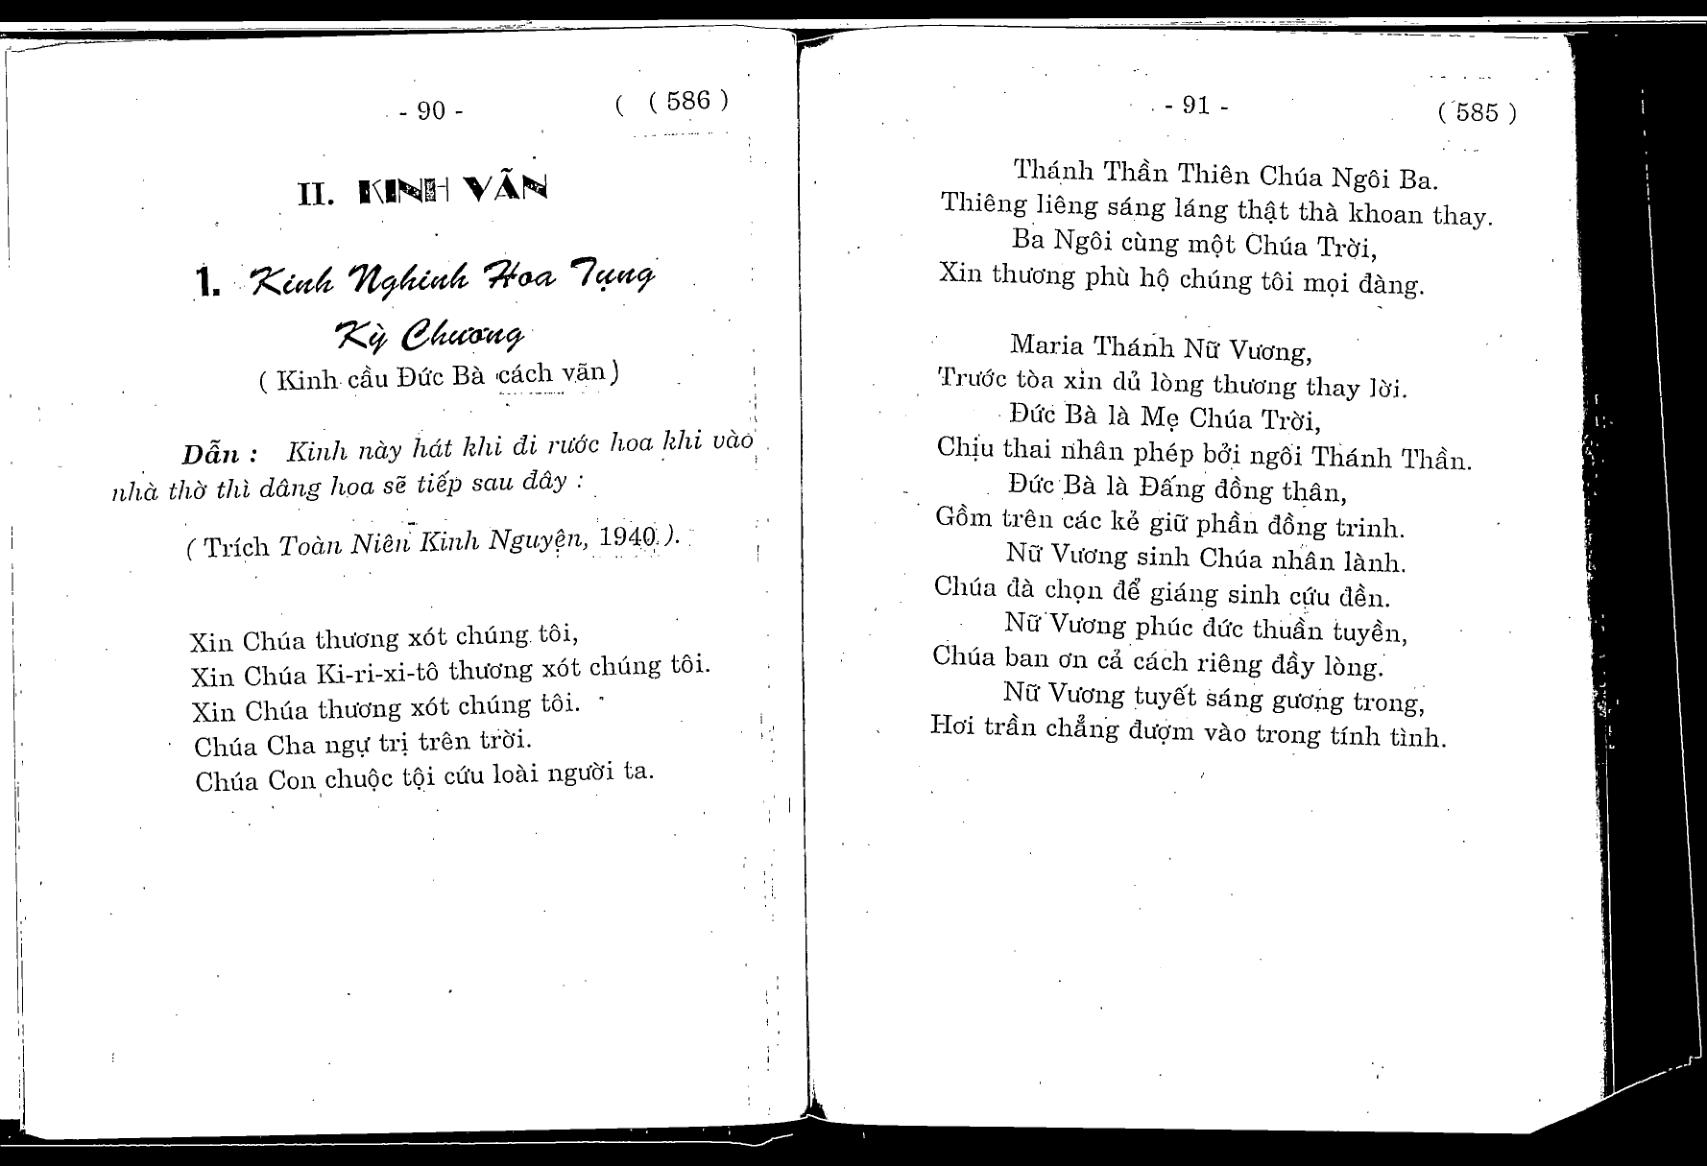 - 90 -
( ( 586 )
II. KINH VÃN
1. Kinh Nghinh Hoa Tụng
Kỳ Chương
( Kinh cầu Đức Bà cách vãn )
Dẫn : Kinh này hát khi đi rước hoa khi vào
nhà thờ thì dâng hoa sẽ tiếp sau đây :
( Trích Toàn Niên Kinh Nguyện, 1940 ).
Xin Chúa thương xót chúng tôi,
Xin Chúa Ki-ri-xi-tô thương xót chúng tôi.
Xin Chúa thương xót chúng tôi.
Chúa Cha ngự trị trên trời.
Chúa Con chuộc tội cứu loài người ta.
- 91 -
( 585 )
Thánh Thần Thiên Chúa Ngôi Ba.
Thiêng liêng sáng láng thật thà khoan thay.
Ba Ngôi cùng một Chúa Trời,
Xin thương phù hộ chúng tôi mọi đàng.
Maria Thánh Nữ Vương,
Trước tòa xin dủ lòng thương thay lời.
Đức Bà là Mẹ Chúa Trời,
Chịu thai nhân phép bởi ngôi Thánh Thần.
Đức Bà là Đấng đồng thân,
Gồm trên các kẻ giữ phần đồng trinh.
Nữ Vương sinh Chúa nhân lành.
Chúa đà chọn để giáng sinh cứu đền.
Nữ Vương phúc đức thuần tuyền,
Chúa ban ơn cả cách riêng đầy lòng.
Nữ Vương tuyết sáng gương trong,
Hơi trần chẳng đượm vào trong tính tình.